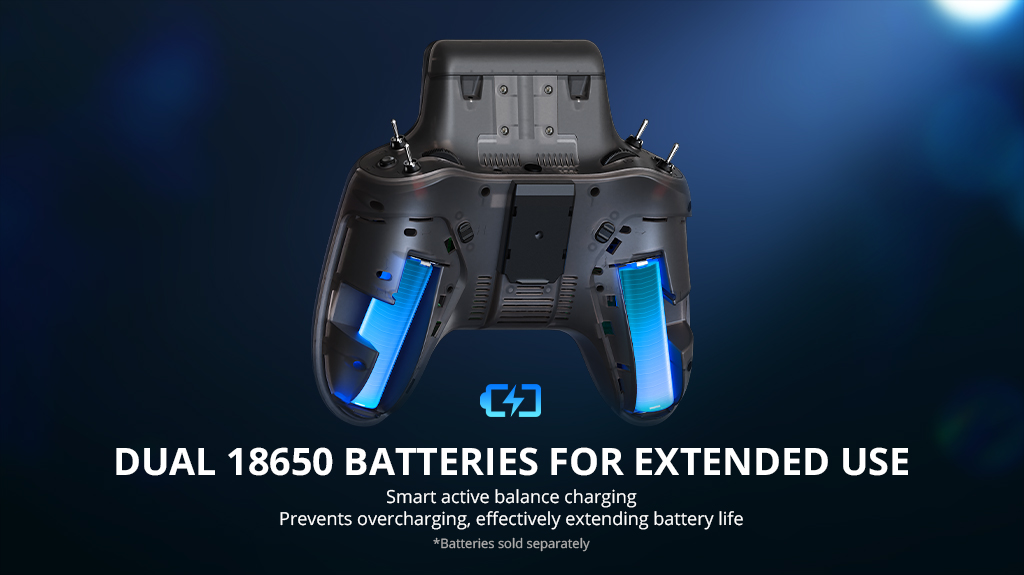 DUAL 18650 BATTERIES FOR EXTENDED USE
Smart active balance charging
Prevents overcharging, effectively extending battery life
*Batteries sold separately